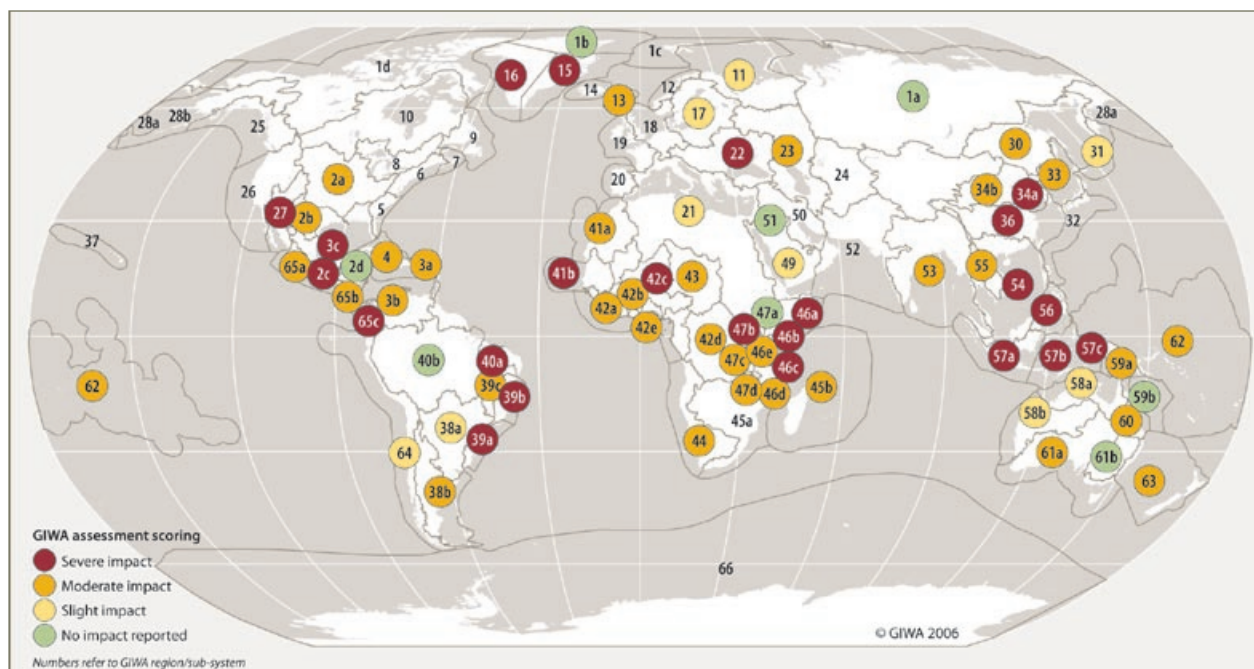 1b
1c
1d
16
15
11
14
12
13
1a
28a
28b
10
17
28a
25
9
18
30
19
22
23
31
8
7
2a
6
20
24
33
34b
34a
26
27
2b
5
21
51
50
36
32
37
41a
3c
4
52
65a
2c
2d
3a
49
53
55
41b
42c
43
54
65b
3b
42b
42a
47a
46a
56
65c
42e
47b
46b
42d
46e
62
57c
57a
57b
40b
40a
47c
46c
59a
62
39c
39b
47d
46d
45b
58a
59b
58b
45a
60
38a
39a
44
64
61a
61b
38b
63
GIWA assessment scoring
Severe impact
Moderate impact
Slight impact
No impact reported
66
© GIWA 2006
Numbers refer to GIWA region/sub-system